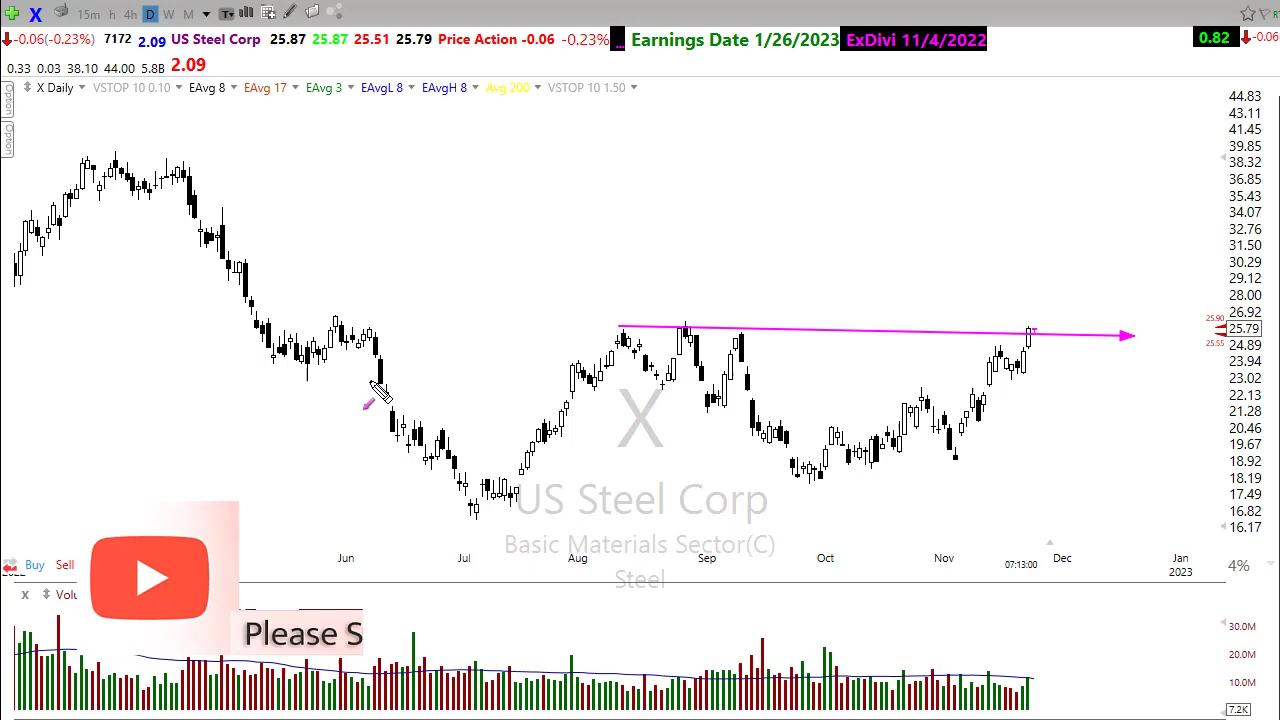 X 15m h 4h D W M T
-0.06(-0.23%) 7172 2.09 US Steel Corp 25.87 25.87 25.51 25.79 Price Action -0.06 -0.23% ... Earnings Date 1/26/2023 ExDivi 11/4/2022 0.82 -0.06
0.33 0.03 38.10 44.00 5.8B 2.09
Option X Daily VSTOP 10 0.10 EAvg 8 EAvg 17 EAvg 3 EAvgL 8 EAvgH 8 Avg 200 VSTOP 10 1.50
Option
44.83
43.11
41.45
39.85
38.32
36.85
35.43
34.07
32.76
31.50
30.29
29.12
28.00
26.92
25.90
25.79
25.55
24.89
23.94
23.02
22.13
21.28
20.46
19.67
18.92
18.19
17.49
16.82
16.17
X
US Steel Corp
Basic Materials Sector(C)
Steel
Jun Jul Aug Sep Oct Nov Dec Jan
07:13:00
2023
4%
Buy Sell
X Volu
Please S
30.0M
20.0M
10.0M
7.2K